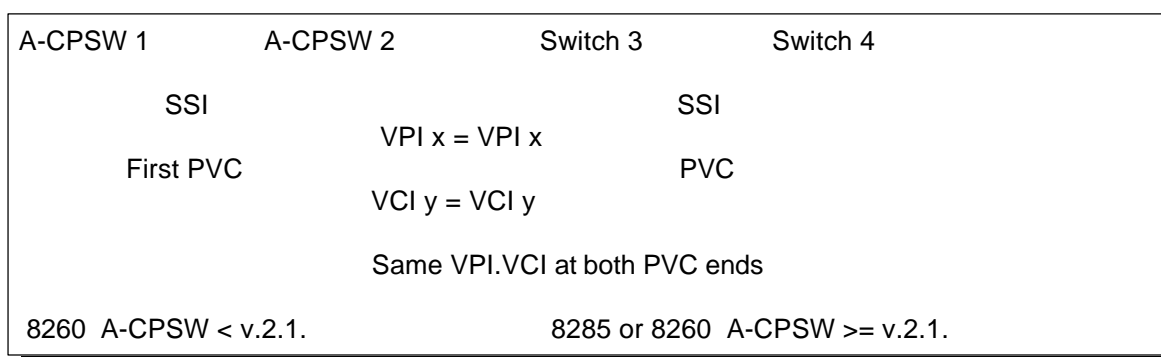 A-CPSW 1 A-CPSW 2 Switch 3 Switch 4
SSI SSI
VPI x = VPI x
First PVC PVC
VCI y = VCI y
Same VPI.VCI at both PVC ends
8260 A-CPSW < v.2.1. 8285 or 8260 A-CPSW >= v.2.1.